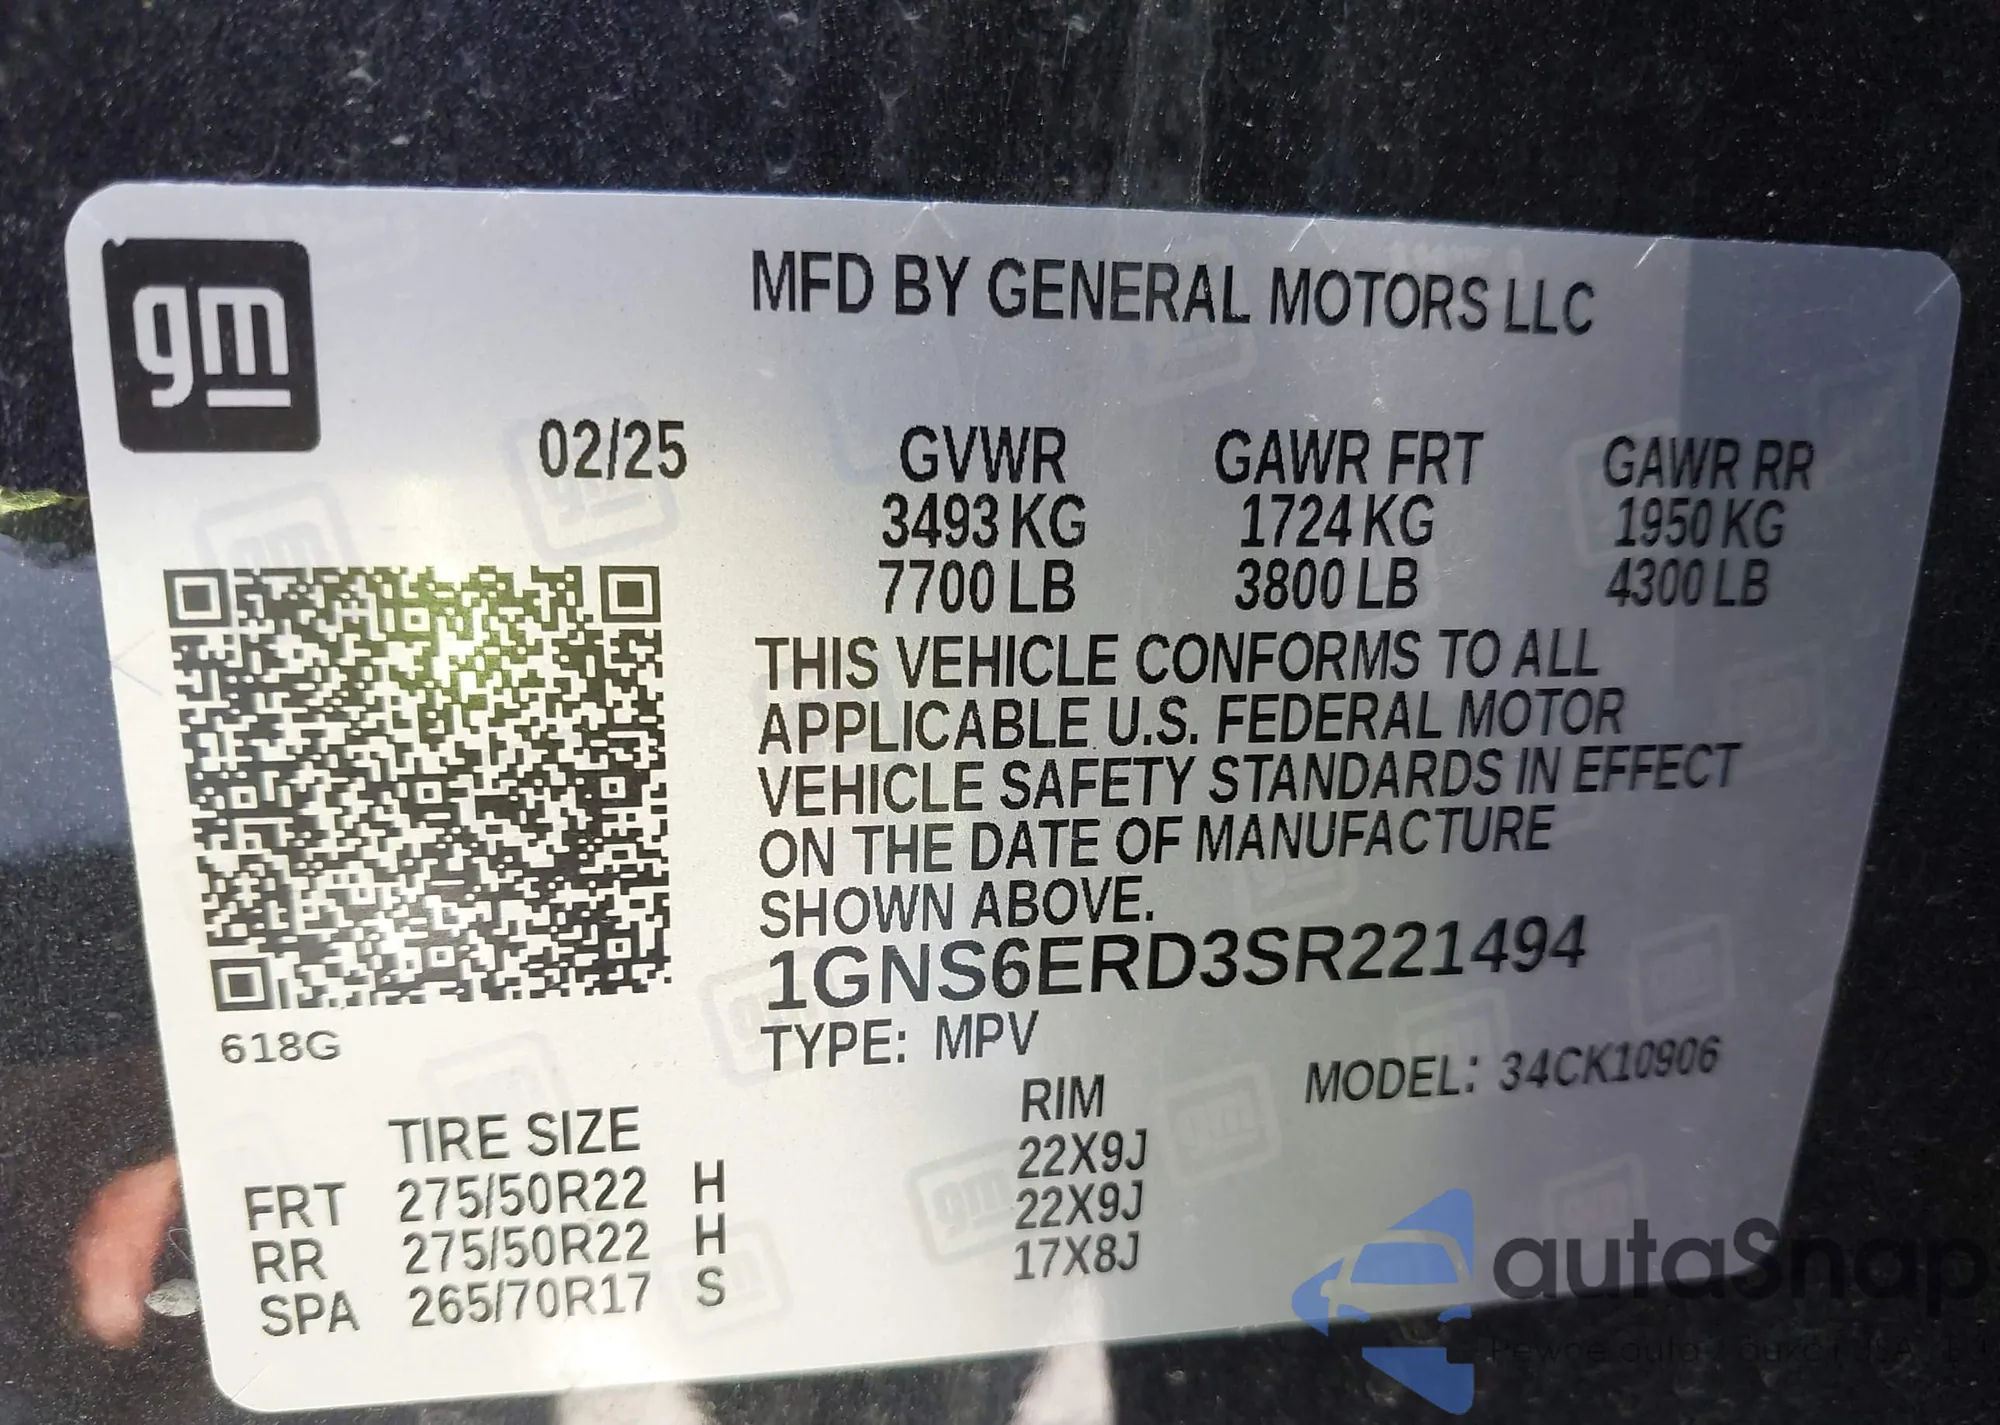 gm
MFD BY GENERAL MOTORS LLC
02/25 GVWR GAWR FRT GAWR RR
3493 KG 1724 KG 1950 KG
7700 LB 3800 LB 4300 LB
THIS VEHICLE CONFORMS TO ALL
APPLICABLE U.S. FEDERAL MOTOR
VEHICLE SAFETY STANDARDS IN EFFECT
ON THE DATE OF MANUFACTURE
SHOWN ABOVE.
1GNS6ERD3SR221494
618G
TYPE: MPV
MODEL: 34CK10906
TIRE SIZE RIM
FRT 275/50R22 H 22X9J
RR 275/50R22 H 22X9J
SPA 265/70R17 S 17X8J
autaSnap
Pewne auta